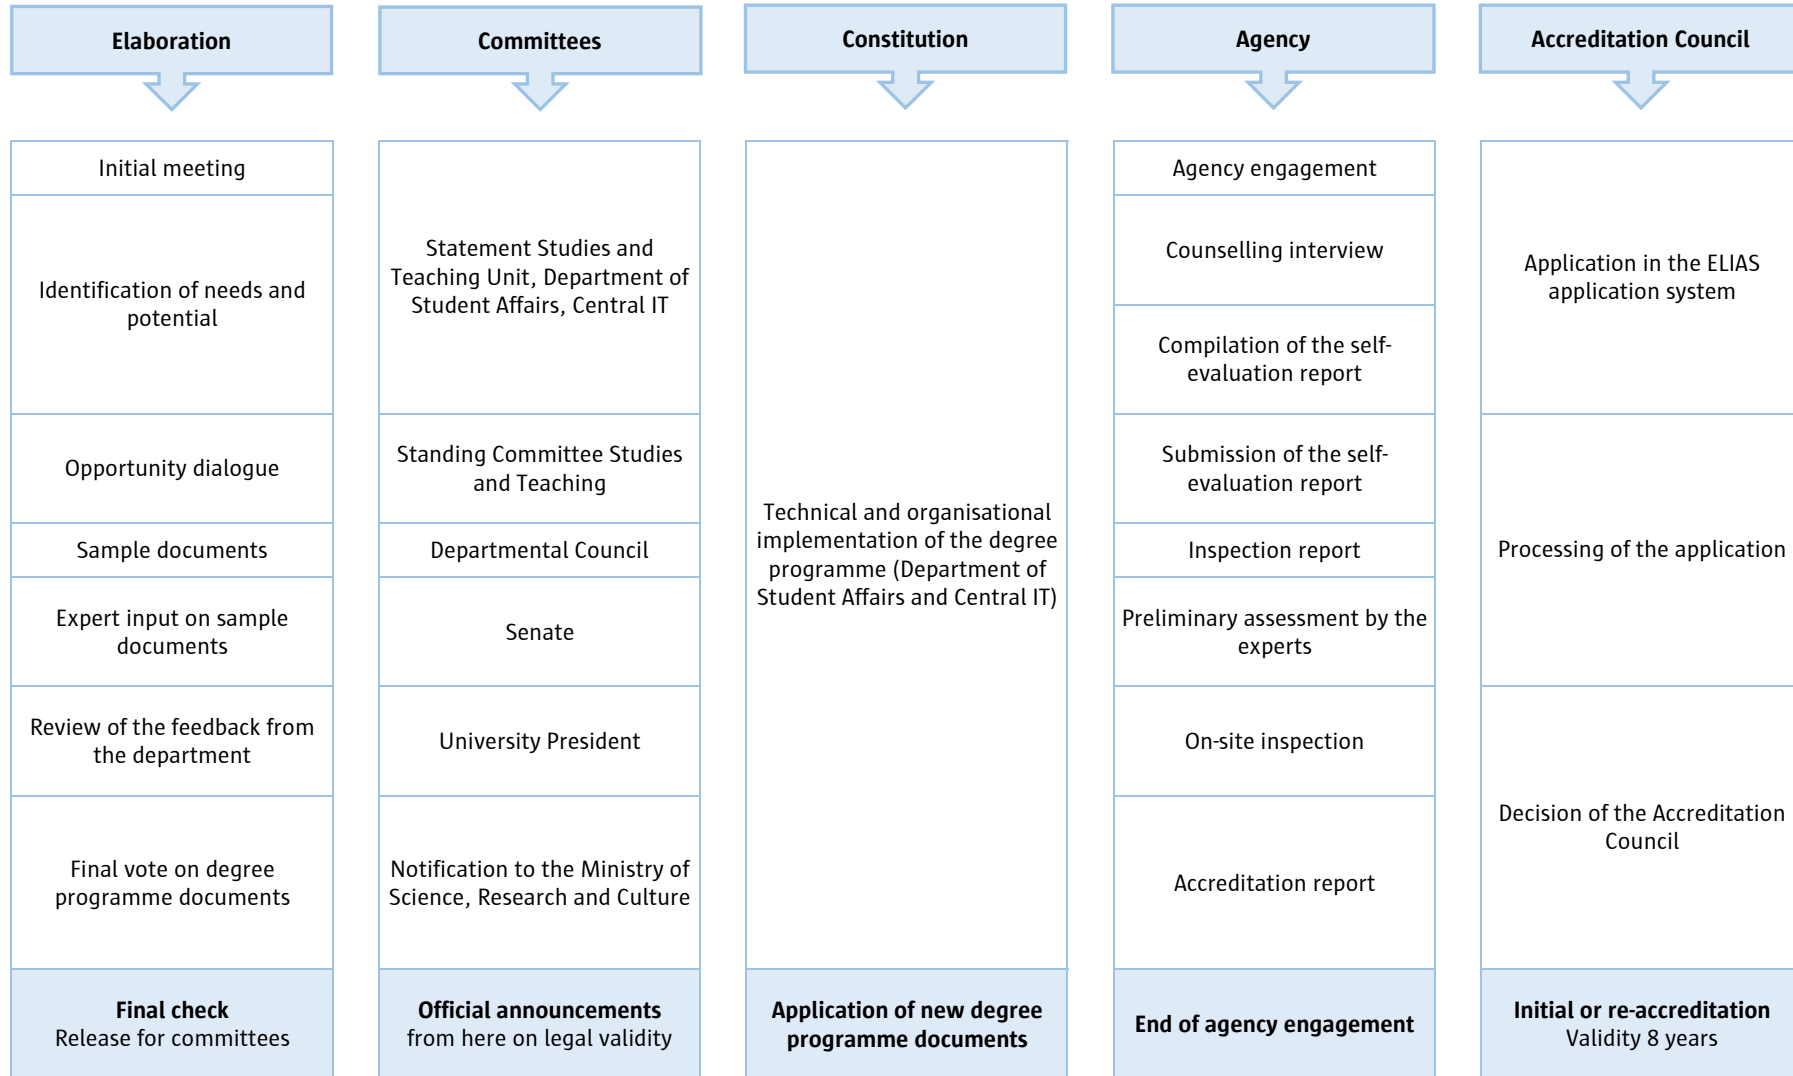 Elaboration
Initial meeting
Identification of needs and
potential
Opportunity dialogue
Sample documents
Expert input on sample
documents
Review of the feedback from
the department
Final vote on degree
programme documents
Final check
Release for committees
Committees
Statement Studies and
Teaching Unit, Department of
Student Affairs, Central IT
Standing Committee Studies
and Teaching
Departmental Council
Senate
University President
Notification to the Ministry of
Science, Research and Culture
Official announcements
from here on legal validity
Constitution
Technical and organisational
implementation of the degree
programme (Department of
Student Affairs and Central IT)
Application of new degree
programme documents
Agency
Agency engagement
Counselling interview
Compilation of the self-
evaluation report
Submission of the self-
evaluation report
Inspection report
Preliminary assessment by the
experts
On-site inspection
Accreditation report
End of agency engagement
Accreditation Council
Application in the ELIAS
application system
Processing of the application
Decision of the Accreditation
Council
Initial or re-accreditation
Validity 8 years